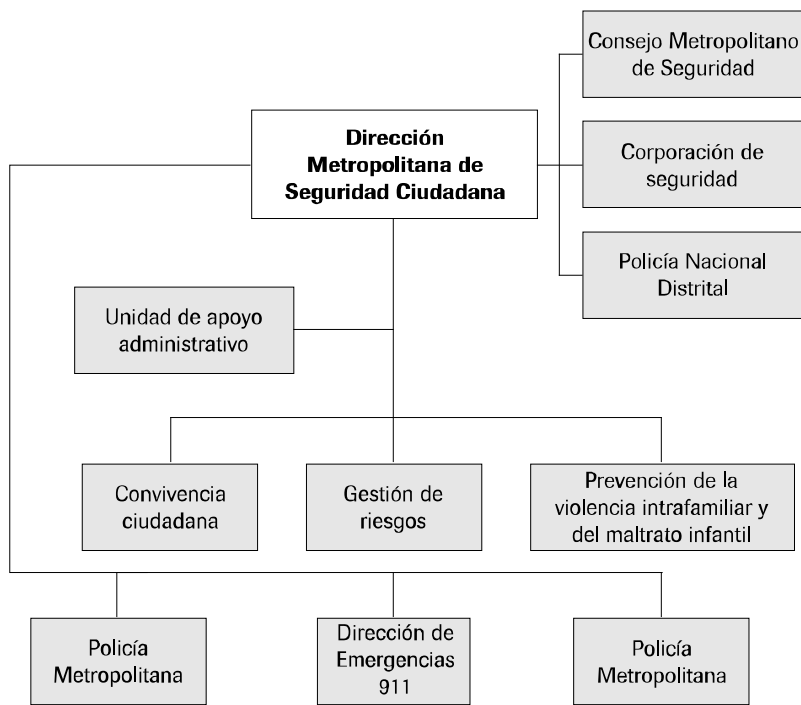 Consejo Metropolitano
de Seguridad
Dirección
Metropolitana de
Seguridad Ciudadana
Corporación de
seguridad
Policía Nacional
Distrital
Unidad de apoyo
administrativo
Convivencia
ciudadana
Gestión de
riesgos
Prevención de la
violencia intrafamiliar y
del maltrato infantil
Policía
Metropolitana
Dirección de
Emergencias
911
Policía
Metropolitana